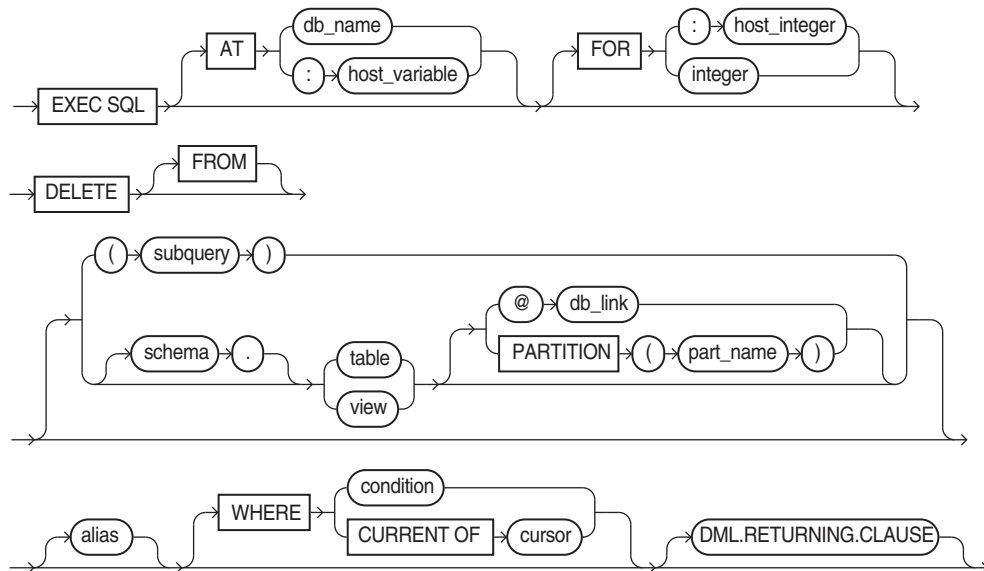 AT db_name : host_variable FOR : host_integer integer
EXEC SQL
FROM
DELETE
( subquery )
@ db_link
schema . table view PARTITION ( part_name )
alias WHERE condition CURRENT OF cursor DML.RETURNING.CLAUSE